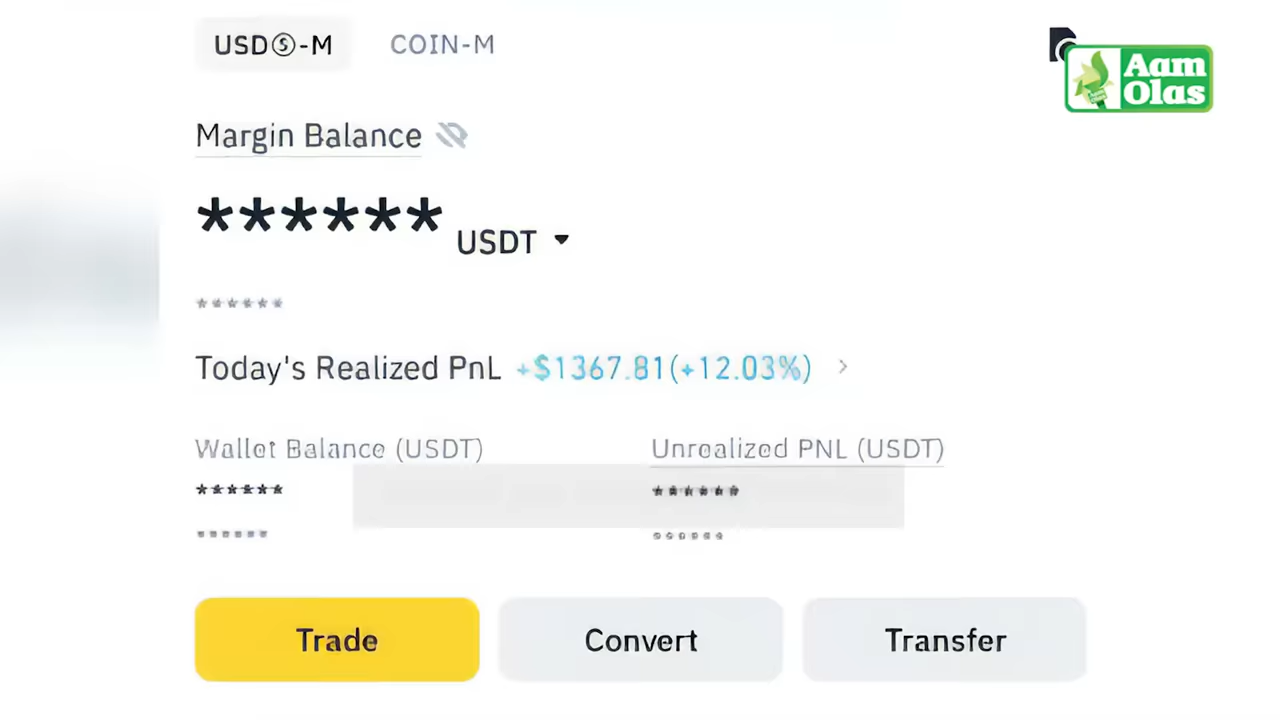 USDⓈ-M COIN-M
Aam
Olas
Margin Balance
****** USDT
******
Today's Realized PnL +$1367.81(+12.03%)
Wallet Balance (USDT) Unrealized PNL (USDT)
****** ******
****** ******
Trade Convert Transfer